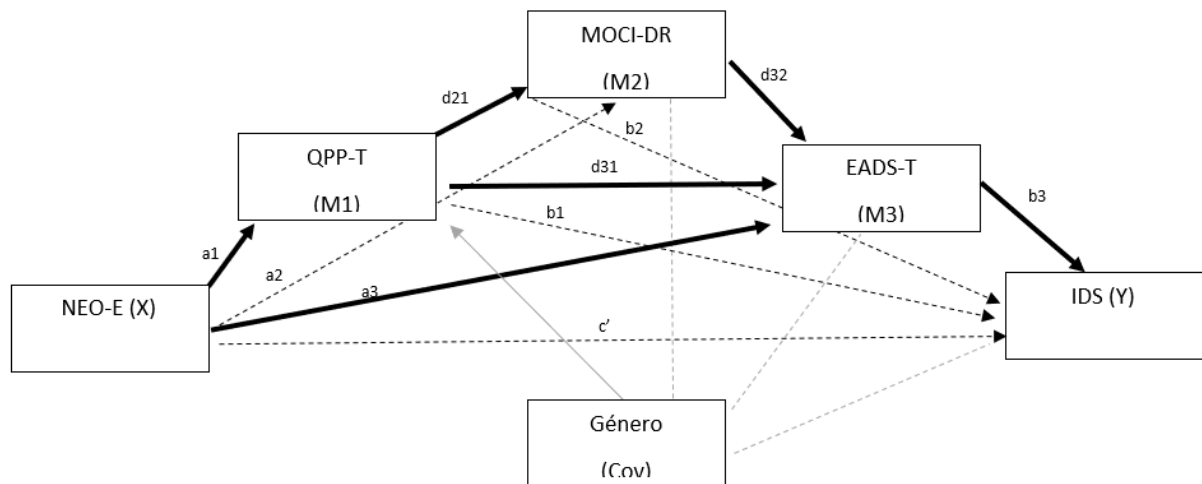 MOCI-DR
(M2)
d21
d32
b2
QPP-T
(M1)
d31
EADS-T
(M3)
b1
b3
a1
a2
a3
NEO-E (X)
IDS (Y)
c’
Género
(Cov)